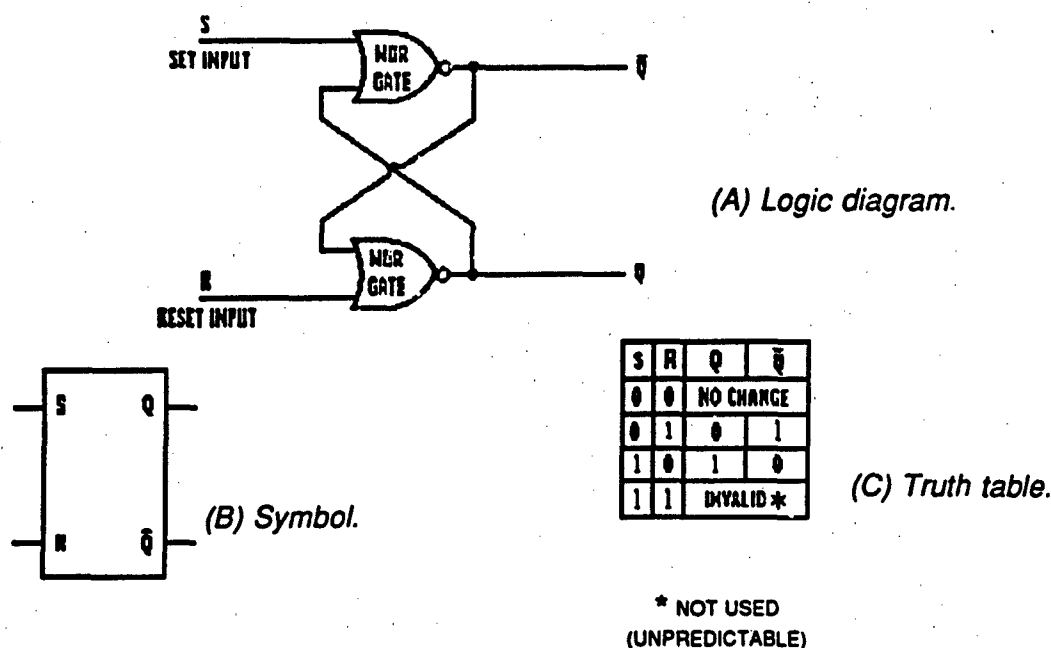 S
SET INPUT
NOR
GATE
Q̅
(A) Logic diagram.
NOR
GATE
Q
R
RESET INPUT
S Q
R Q̅
(B) Symbol.
S R Q Q̅
0 0 NO CHANGE
0 1 0 1
1 0 1 0
1 1 INVALID *
(C) Truth table.
* NOT USED
(UNPREDICTABLE)